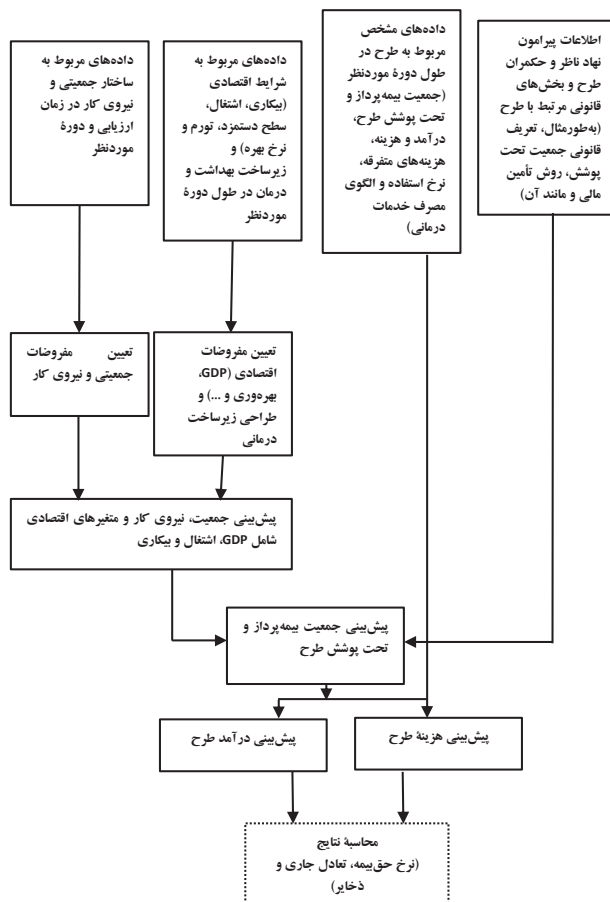 اطلاعات پیرامون
نهاد ناظر و حکمران
طرح و بخش‌های
قانونی مرتبط با طرح
(به‌طورمثال، تعریف
قانونی جمعیت تحت
پوشش، روش تأمین
مالی و مانند آن)
داده‌های مشخص
مربوط به طرح در
طول دورهٔ موردنظر
(جمعیت بیمه‌پرداز و
تحت پوشش طرح،
درآمد و هزینه،
هزینه‌های متفرقه،
نرخ استفاده و الگوی
مصرف خدمات
درمانی)
داده‌های مربوط به
شرایط اقتصادی
(بیکاری، اشتغال،
سطح دستمزد، تورم و
نرخ بهره) و
زیرساخت بهداشت و
درمان در طول دورهٔ
موردنظر
داده‌های مربوط به
ساختار جمعیتی و
نیروی کار در زمان
ارزیابی و دورهٔ
موردنظر
تعیین مفروضات
اقتصادی (GDP،
بهره‌وری و ...) و
طراحی زیرساخت
درمانی
تعیین مفروضات
جمعیتی و نیروی کار
پیش‌بینی جمعیت، نیروی کار و متغیرهای اقتصادی
شامل GDP، اشتغال و بیکاری
پیش‌بینی جمعیت بیمه‌پرداز و
تحت پوشش طرح
پیش‌بینی هزینهٔ طرح
پیش‌بینی درآمد طرح
محاسبهٔ نتایج
(نرخ حق‌بیمه، تعادل جاری و
ذخایر)